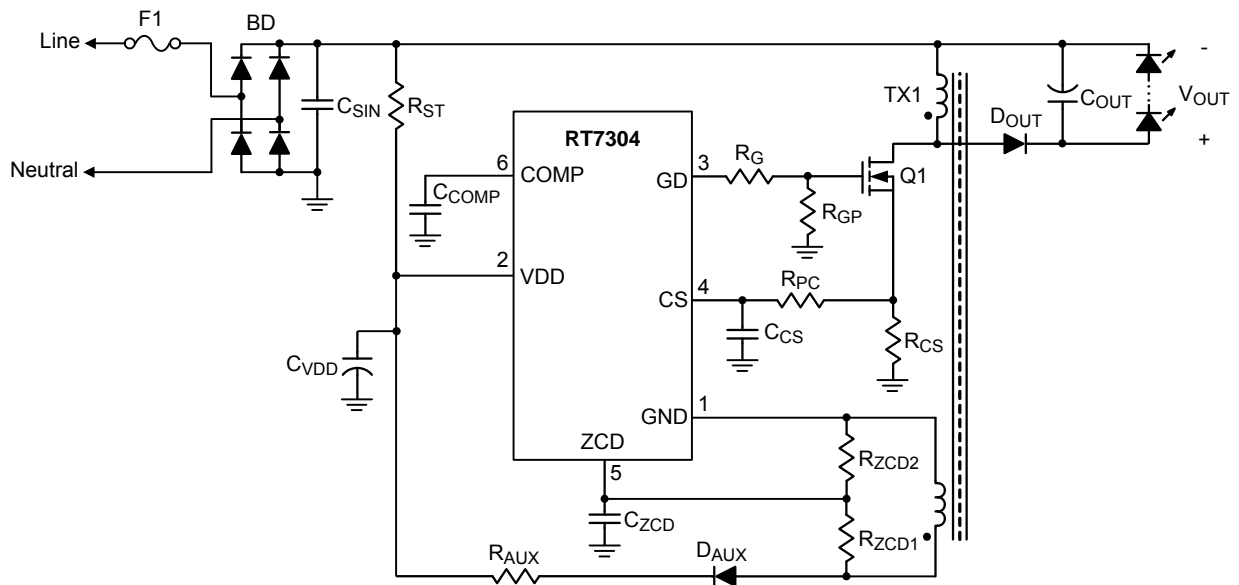 F1
BD
Line
Neutral
CSIN
RST
TX1
COUT
-
VOUT
+
DOUT
RT7304
6
COMP
CCOMP
3
GD
RG
RGP
Q1
2
VDD
4
CS
RPC
CCS
RCS
CVDD
1
GND
ZCD
5
RZCD2
CZCD
RZCD1
RAUX
DAUX